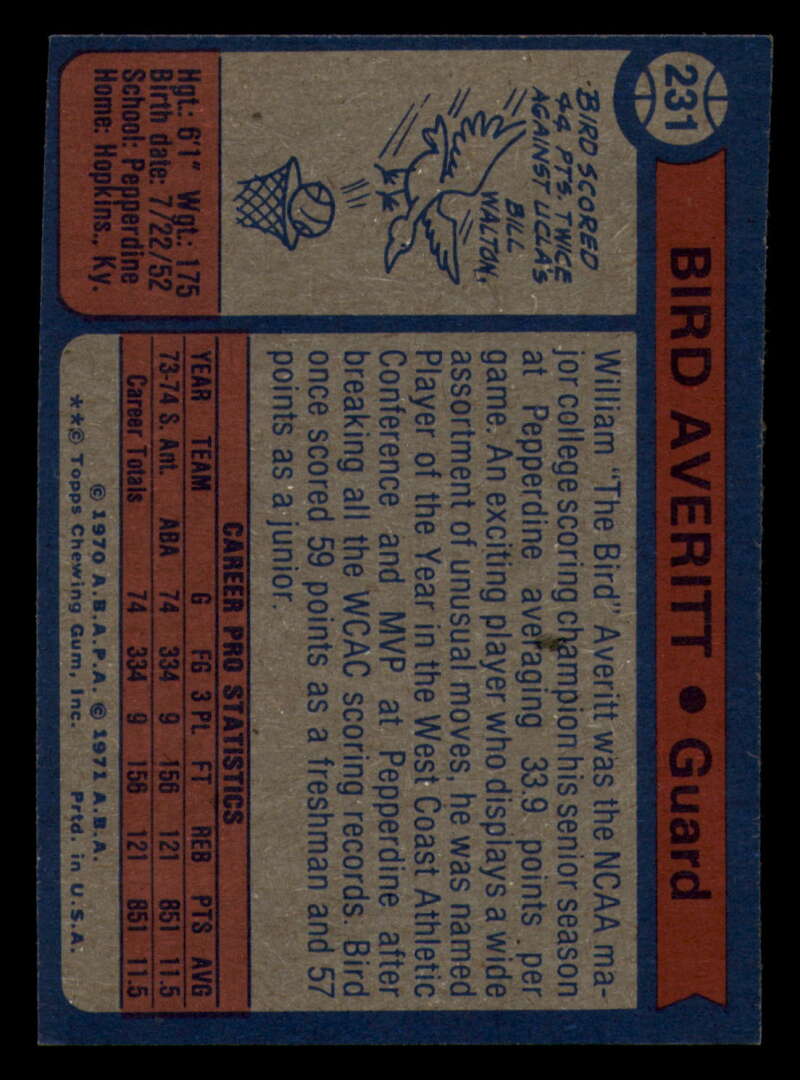 231
BIRD AVERITT • Guard
BIRD SCORED
44 PTS. TWICE
AGAINST UCLA'S
BILL
WALTON.
Hgt.: 6'1" Wgt.: 175
Birth date: 7/22/52
School: Pepperdine
Home: Hopkins., Ky.
William "The Bird" Averitt was the NCAA ma-
jor college scoring champion his senior season
at Pepperdine averaging 33.9 points per
game. An exciting player who displays a wide
assortment of unusual moves, he was named
Player of the Year in the West Coast Athletic
Conference and MVP at Pepperdine after
breaking all the WCAC scoring records. Bird
once scored 59 points as a freshman and 57
points as a junior.
CAREER PRO STATISTICS
YEAR TEAM G FG 3 PL FT REB PTS AVG
73-74 S. Ant. ABA 74 334 9 156 121 851 11.5
Career Totals 74 334 9 156 121 851 11.5
© 1970 A.B.A.P.A. © 1971 A.B.A.
**© Topps Chewing Gum, Inc. Prtd. in U.S.A.